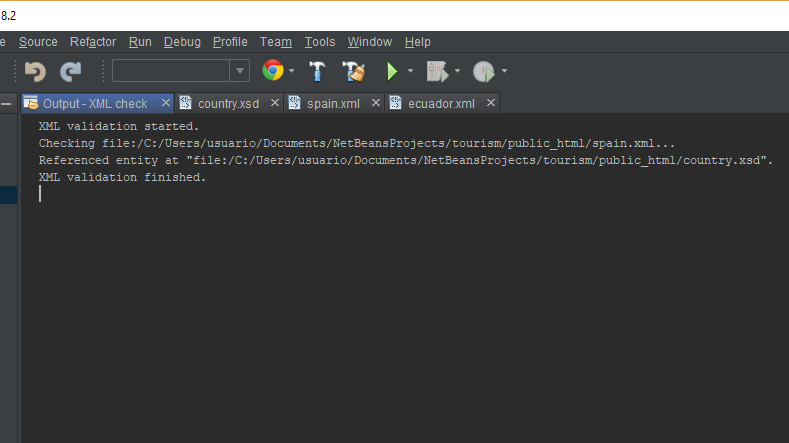 8.2
e Source Refactor Run Debug Profile Team Tools Window Help
Output - XML check country.xsd spain.xml ecuador.xml
XML validation started.
Checking file:/C:/Users/usuario/Documents/NetBeansProjects/tourism/public_html/spain.xml...
Referenced entity at "file:/C:/Users/usuario/Documents/NetBeansProjects/tourism/public_html/country.xsd".
XML validation finished.